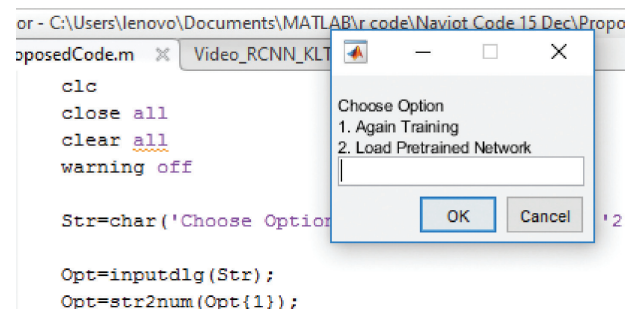 or - C:\Users\lenovo\Documents\MATLAB\r code\Naviot Code 15 Dec\Propo
oposedCode.m Video_RCNN_KLT
clc
close all
clear all
warning off
Str=char('Choose Option '2
Opt=inputdlg(Str);
Opt=str2num(Opt{1});
Choose Option
1. Again Training
2. Load Pretrained Network
OK Cancel